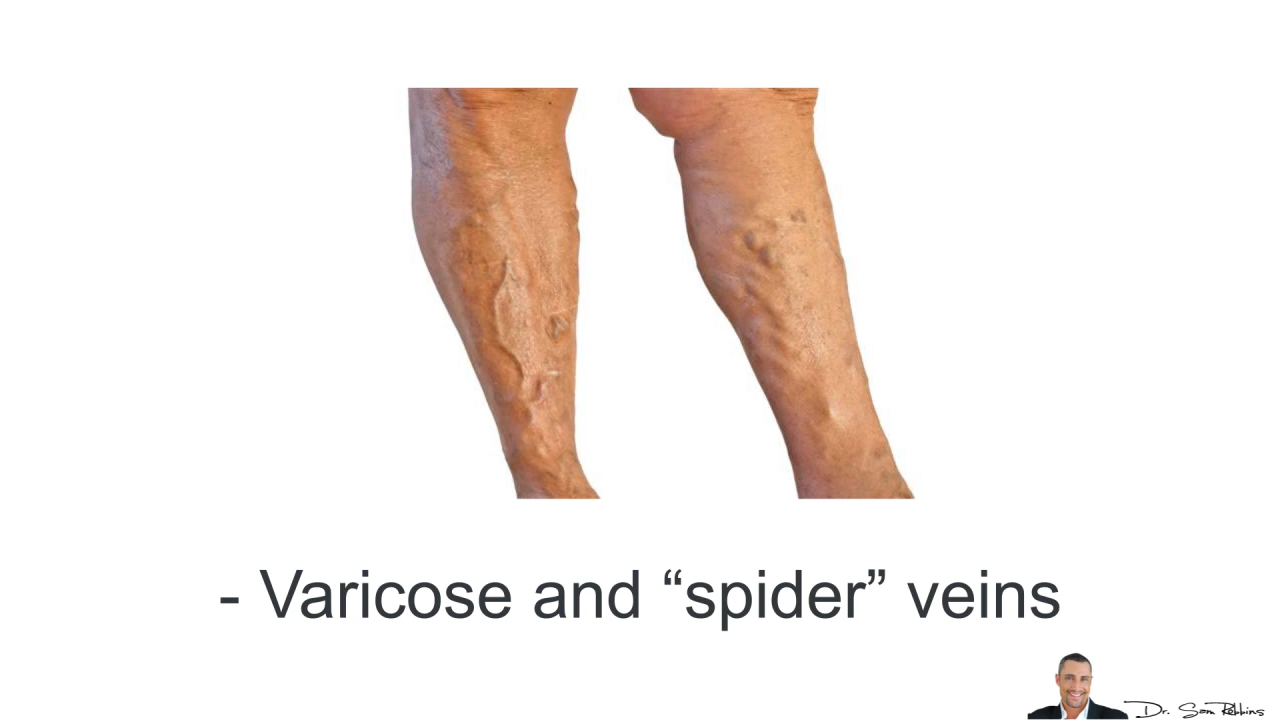 - Varicose and “spider” veins
Dr. Sam Robbins